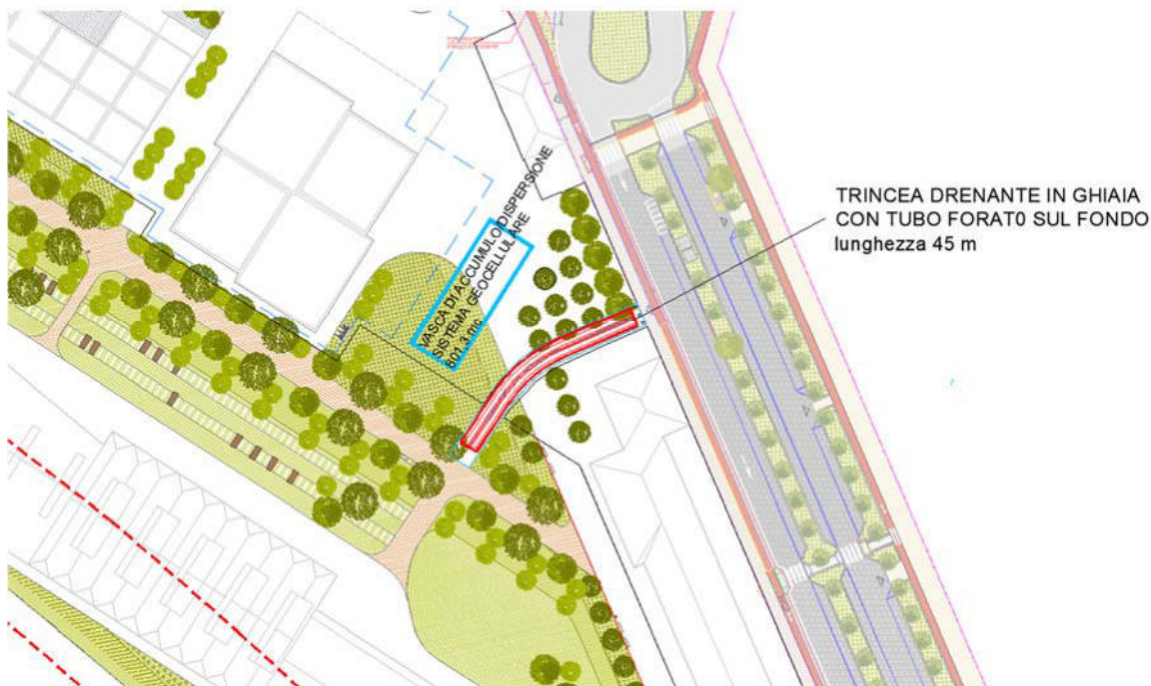 VASCA DI ACCUMULO/DISPERSIONE
SISTEMA GEOCELLULARE
801.3 mc
TRINCEA DRENANTE IN GHIAIA
CON TUBO FORAT0 SUL FONDO
lunghezza 45 m